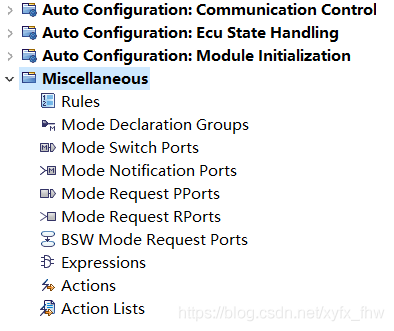 Auto Configuration: Communication Control
Auto Configuration: Ecu State Handling
Auto Configuration: Module Initialization
Miscellaneous
Rules
Mode Declaration Groups
Mode Switch Ports
Mode Notification Ports
Mode Request PPorts
Mode Request RPorts
BSW Mode Request Ports
Expressions
Actions
Action Lists
https://blog.csdn.net/xyfx_fhw